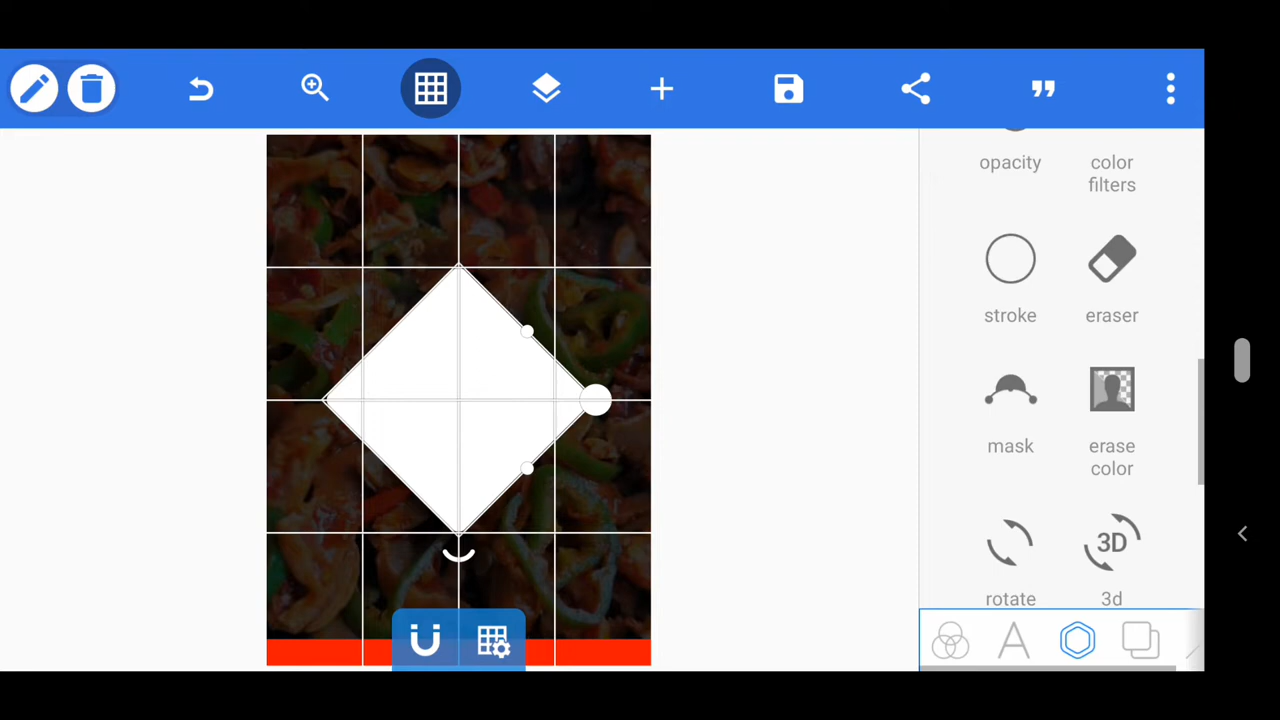 opacity
color
filters
stroke
eraser
mask
erase
color
3D
rotate
3d
A